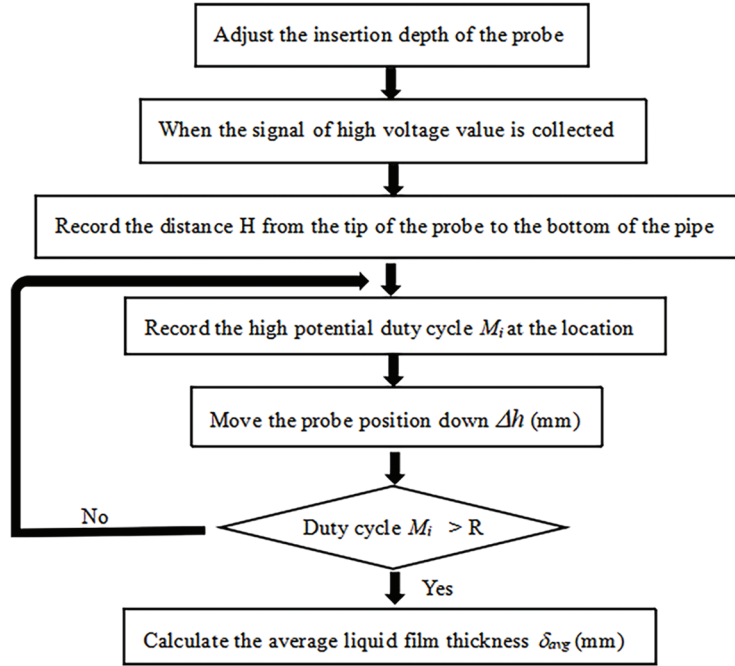 Adjust the insertion depth of the probe
When the signal of high voltage value is collected
Record the distance H from the tip of the probe to the bottom of the pipe
Record the high potential duty cycle Mi at the location
Move the probe position down Δh (mm)
Duty cycle Mi > R
No
Yes
Calculate the average liquid film thickness δavg (mm)